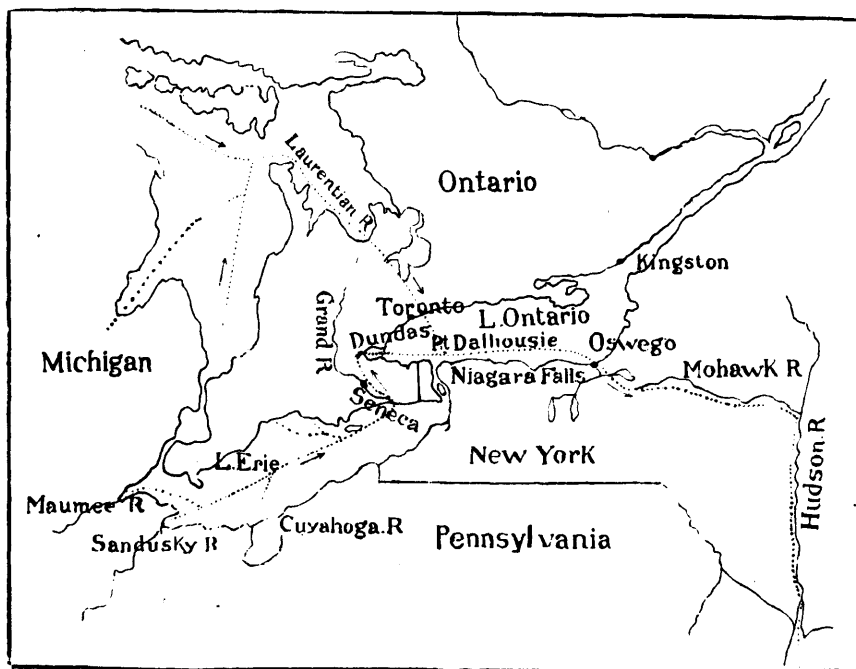 Laurentian R
Ontario
Kingston
Grand R
Toronto
L.Ontario
Dundas
Pt Dalhousie
Oswego
Michigan
Niagara Falls
Mohawk R
Seneca
L.Erie
New York
Hudson.R
Maumee R
Cuyahoga.R
Sandusky R
Pennsylvania